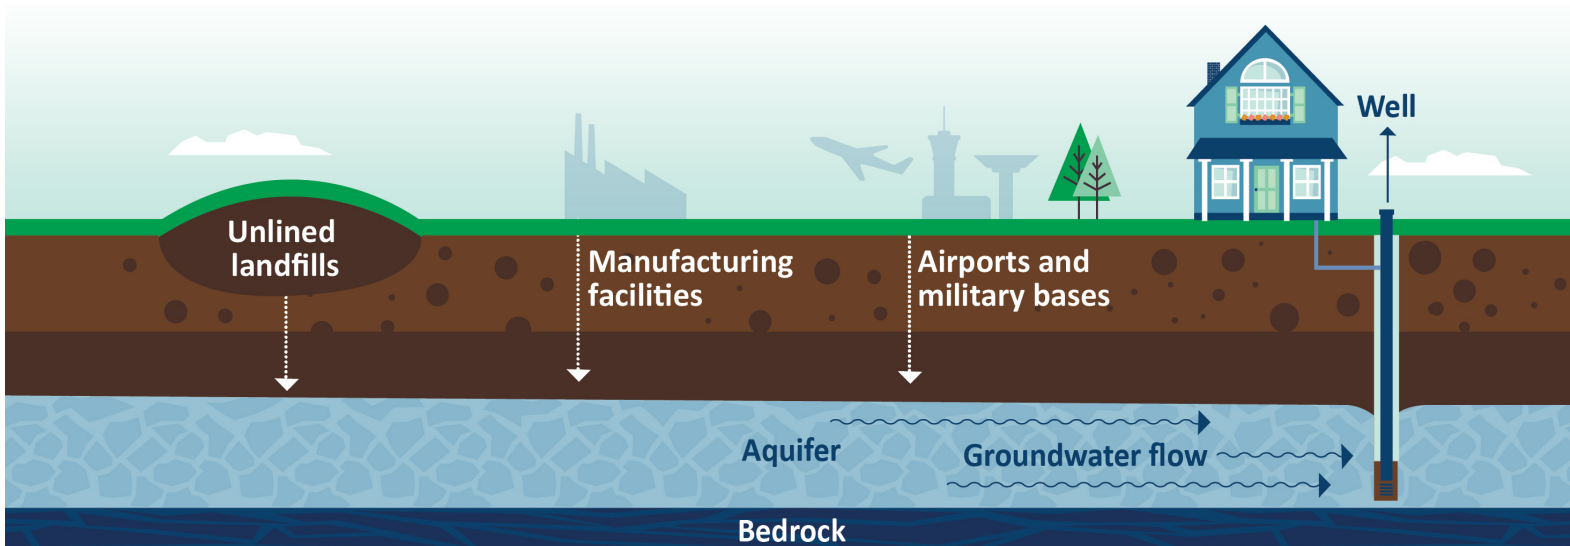 Well
Unlined
landfills
Manufacturing
facilities
Airports and
military bases
Aquifer
Groundwater flow
Bedrock